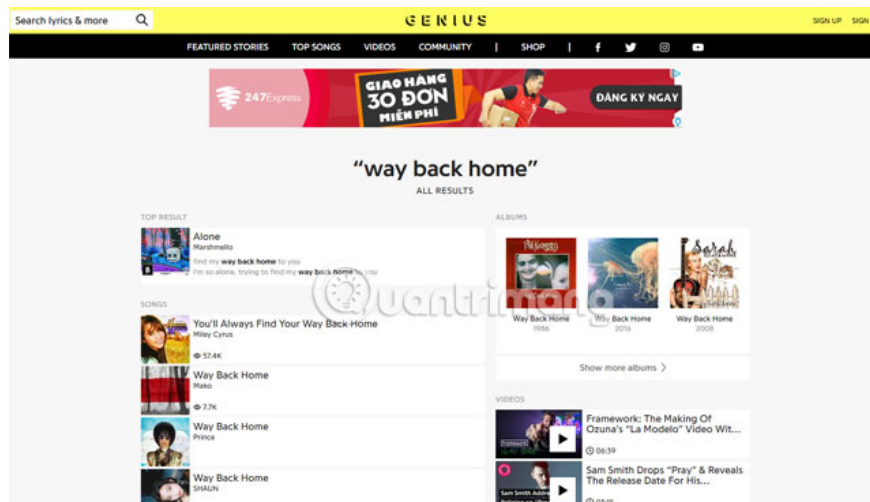 Search lyrics & more
GENIUS
SIGN UP SIGN
FEATURED STORIES TOP SONGS VIDEOS COMMUNITY | SHOP |
247Express
GIAO HÀNG
30 ĐƠN
MIỄN PHÍ
ĐĂNG KÝ NGAY
“way back home”
ALL RESULTS
TOP RESULT
Alone
Marshmello
find my way back home to you
I'm so alone, trying to find my way back home to you
SONGS
You'll Always Find Your Way Back Home
Miley Cyrus
57.4K
Way Back Home
Mako
7.7K
Way Back Home
Prince
Way Back Home
SHAUN
ALBUMS
Sarah
Way Back Home
1986
Way Back Home
2016
Way Back Home
2008
Show more albums
VIDEOS
Framework: The Making Of
Ozuna's “La Modelo” Video Wit...
06:39
Sam Smith Drops “Pray” & Reveals
The Release Date For His...
Quantrimang